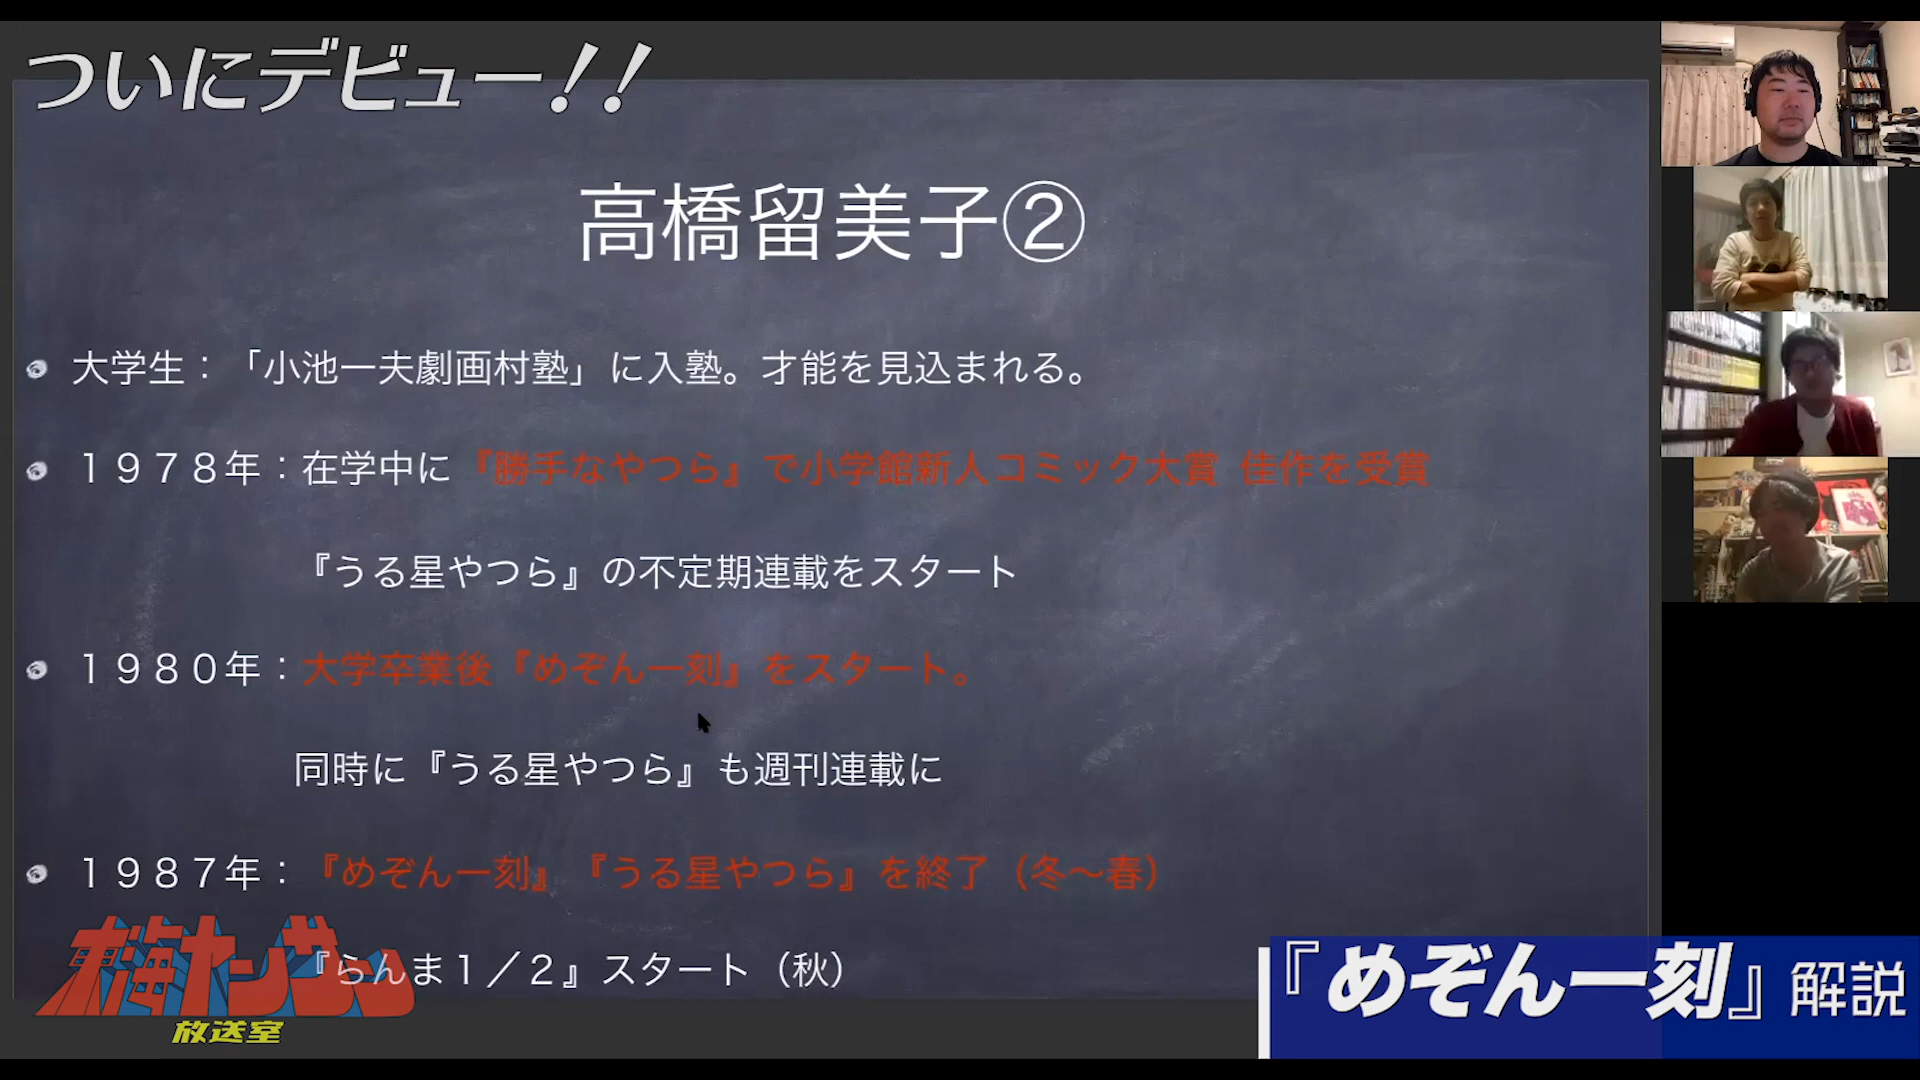 ついにデビュー!!
高橋留美子②
大学生：「小池一夫劇画村塾」に入塾。才能を見込まれる。
１９７８年：在学中に『勝手なやつら』で小学館新人コミック大賞 佳作を受賞
『うる星やつら』の不定期連載をスタート
１９８０年：大学卒業後『めぞん一刻』をスタート。
同時に『うる星やつら』も週刊連載に
１９８７年：『めぞん一刻』『うる星やつら』を終了（冬〜春）
『らんま１／２』スタート（秋）
東海ヤンサン
放送室
『めぞん一刻』解説